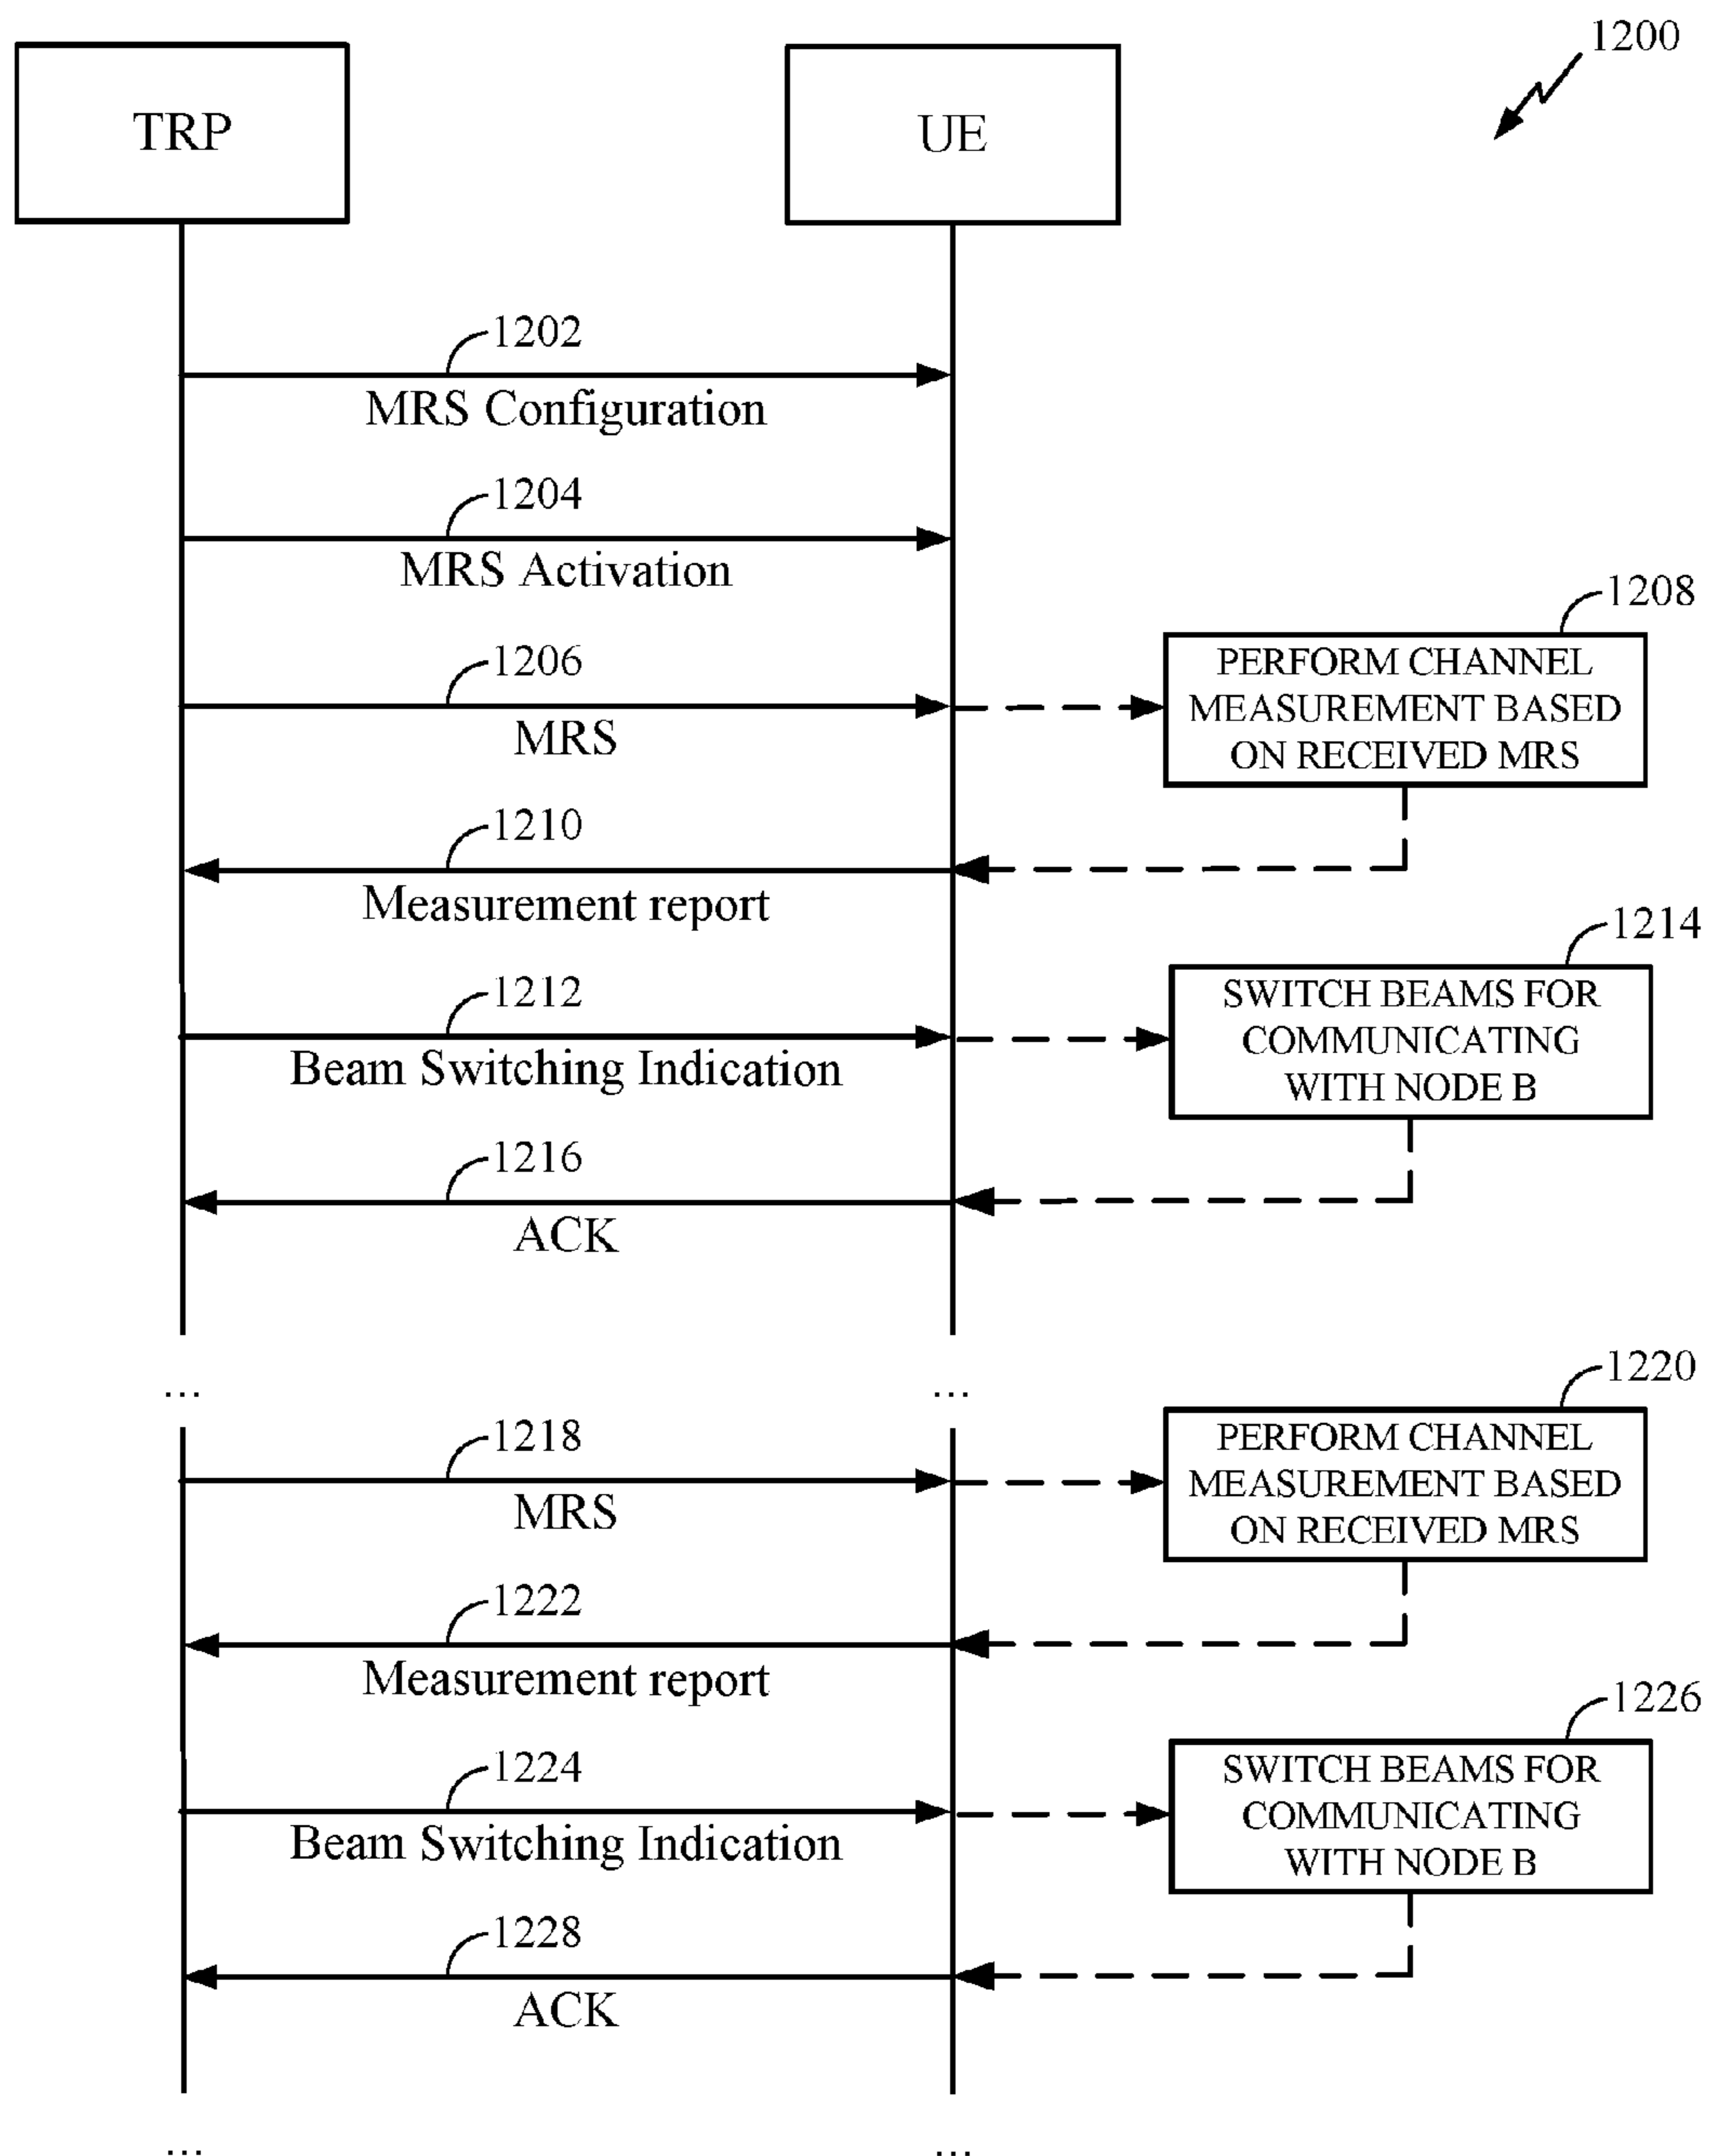 1200
TRP
UE
1202
MRS Configuration
1204
MRS Activation
1206
MRS
1208
PERFORM CHANNEL
MEASUREMENT BASED
ON RECEIVED MRS
1210
Measurement report
1212
Beam Switching Indication
1214
SWITCH BEAMS FOR
COMMUNICATING
WITH NODE B
1216
ACK
...
...
1218
MRS
1220
PERFORM CHANNEL
MEASUREMENT BASED
ON RECEIVED MRS
1222
Measurement report
1224
Beam Switching Indication
1226
SWITCH BEAMS FOR
COMMUNICATING
WITH NODE B
1228
ACK
...
...